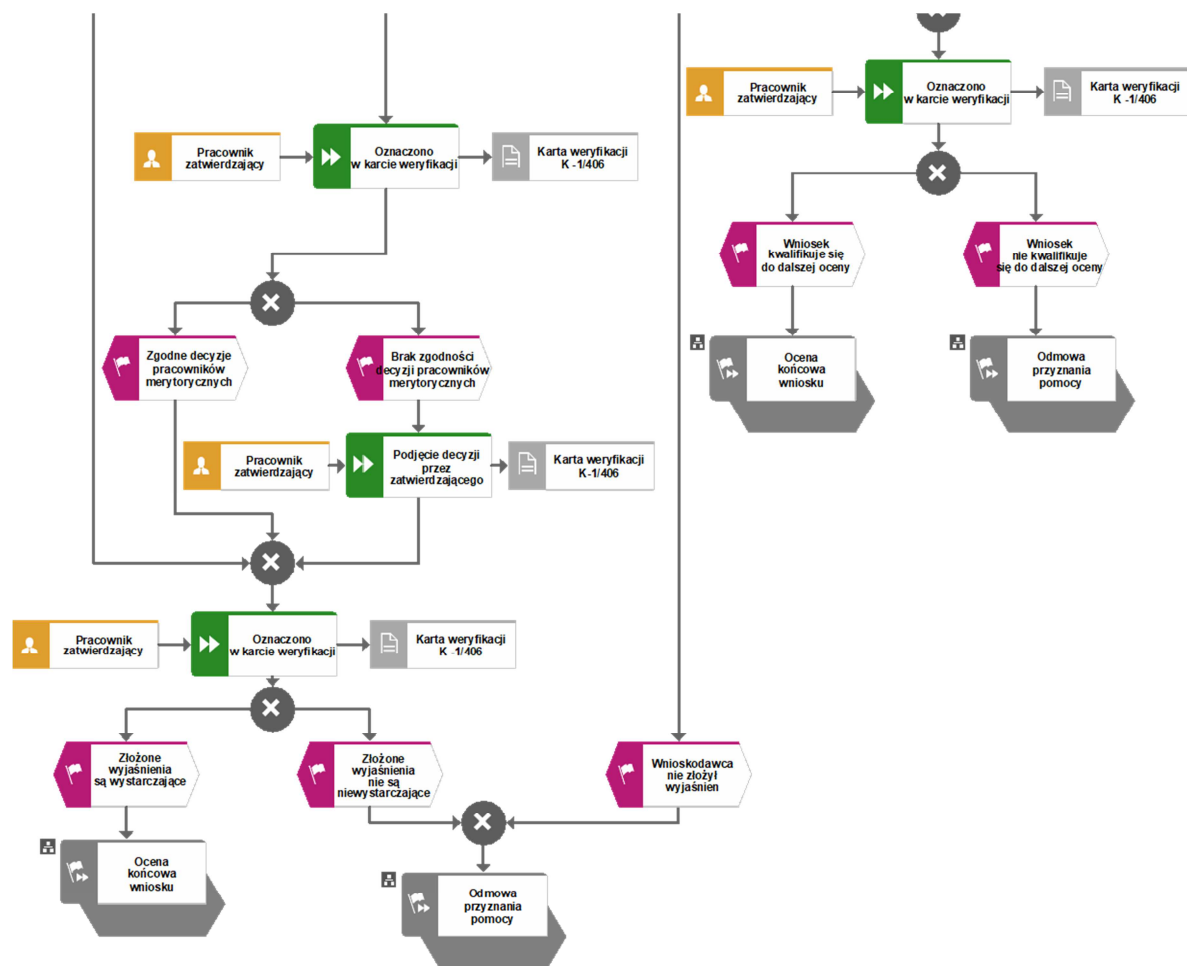 Pracownik
zatwierdzający
Oznaczono
w karcie weryfikacji
Karta weryfikacji
K -1/406
Pracownik
zatwierdzający
Oznaczono
w karcie weryfikacji
Karta weryfikacji
K -1/406
Wniosek
kwalifikuje się
do dalszej oceny
Wniosek
nie kwalifikuje
się do dalszej oceny
Zgodne decyzje
pracowników
merytorycznych
Brak zgodności
decyzji pracowników
merytorycznych
Ocena
końcowa
wniosku
Odmowa
przyznania
pomocy
Pracownik
zatwierdzający
Podjęcie decyzji
przez
zatwierdzającego
Karta weryfikacji
K-1/406
Pracownik
zatwierdzający
Oznaczono
w karcie weryfikacji
Karta weryfikacji
K -1/406
Złożone
wyjaśnienia
są wystarczające
Złożone
wyjaśnienia
nie są
niewystarczające
Wnioskodawca
nie złożył
wyjaśnien
Ocena
końcowa
wniosku
Odmowa
przyznania
pomocy